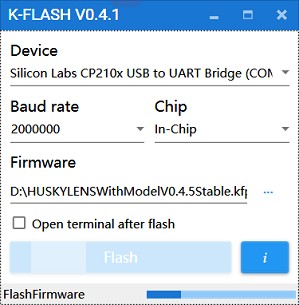 K-FLASH V0.4.1
Device
Silicon Labs CP210x USB to UART Bridge (COM
Baud rate
Chip
2000000
In-Chip
Firmware
D:\HUSKYLENSWithModelV0.4.5Stable.kfp
...
Open terminal after flash
Flash
i
FlashFirmware